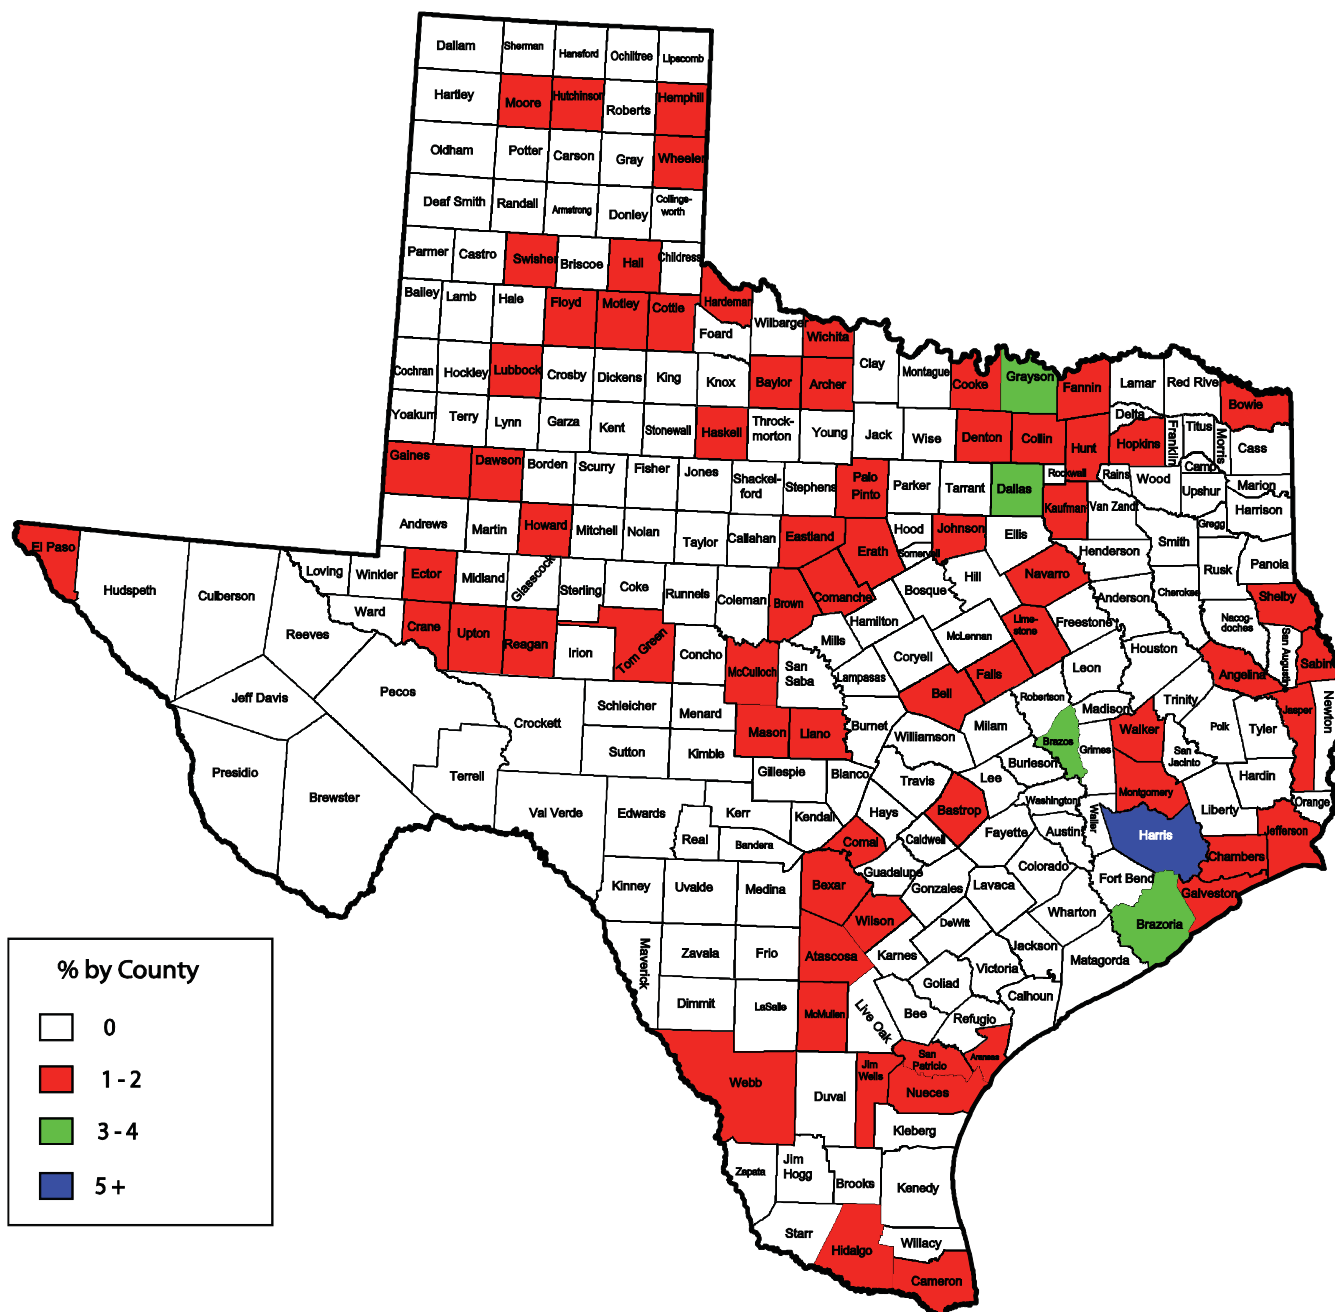 Dallam
Sherman
Hansford
Ochiltree
Lipscomb
Hartley
Moore
Hutchinson
Roberts
Hemphill
Oldham
Potter
Carson
Gray
Wheeler
Deaf Smith
Randall
Armstrong
Donley
Collings-
worth
Parmer
Castro
Swisher
Briscoe
Hall
Childress
Bailey
Lamb
Hale
Floyd
Motley
Cottle
Hardeman
Foard
Wilbarger
Wichita
Cochran
Hockley
Lubbock
Crosby
Dickens
King
Knox
Baylor
Archer
Clay
Montague
Cooke
Grayson
Fannin
Lamar
Red Rive
Bowie
Yoakum
Terry
Lynn
Garza
Kent
Stonewall
Haskell
Throck-
morton
Young
Jack
Wise
Denton
Collin
Hunt
Delta
Hopkins
Franklin
Titus
Morris
Camp
Cass
Gaines
Dawson
Borden
Scurry
Fisher
Jones
Shackel-
ford
Stephens
Palo
Pinto
Parker
Tarrant
Dallas
Rockwall
Rains
Wood
Upshur
Marion
Harrison
Kaufman
Van Zandt
Gregg
Andrews
Martin
Howard
Mitchell
Nolan
Taylor
Callahan
Eastland
Erath
Hood
Somervell
Johnson
Ellis
Henderson
Smith
Rusk
Panola
El Paso
Hudspeth
Culberson
Loving
Winkler
Ector
Midland
Glasscock
Sterling
Coke
Runnels
Coleman
Brown
Comanche
Bosque
Hill
Navarro
Anderson
Cherokee
Nacog-
doches
Shelby
Reeves
Ward
Crane
Upton
Reagan
Irion
Tom Green
Concho
McCulloch
San
Saba
Mills
Hamilton
McLennan
Lime-
stone
Freestone
Houston
San Augustin
Sabin
Angelina
Jeff Davis
Pecos
Crockett
Schleicher
Menard
Mason
Llano
Lampasas
Coryell
Bell
Falls
Robertson
Leon
Madison
Trinity
Polk
Tyler
Jasper
Newton
Presidio
Brewster
Terrell
Sutton
Kimble
Gillespie
Burnet
Williamson
Milam
Brazos
Grimes
Walker
San
Jacinto
Hardin
Val Verde
Edwards
Kerr
Real
Bandera
Kendall
Blanco
Hays
Travis
Bastrop
Lee
Burleson
Washington
Waller
Montgomery
Liberty
Orange
Jefferson
Comal
Caldwell
Fayette
Austin
Harris
Chambers
Kinney
Uvalde
Medina
Bexar
Guadalupe
Gonzales
Lavaca
Colorado
Fort Bend
Galveston
Brazoria
Maverick
Zavala
Frio
Atascosa
Wilson
Karnes
DeWitt
Wharton
Jackson
Matagorda
Victoria
Goliad
Calhoun
Dimmit
LaSalle
McMullen
Live Oak
Bee
Refugio
San
Patricio
Aransas
Webb
Duval
Jim
Wells
Nueces
Kleberg
Zapata
Jim
Hogg
Brooks
Kenedy
Starr
Hidalgo
Willacy
Cameron
% by County
0
1 - 2
3 - 4
5 +